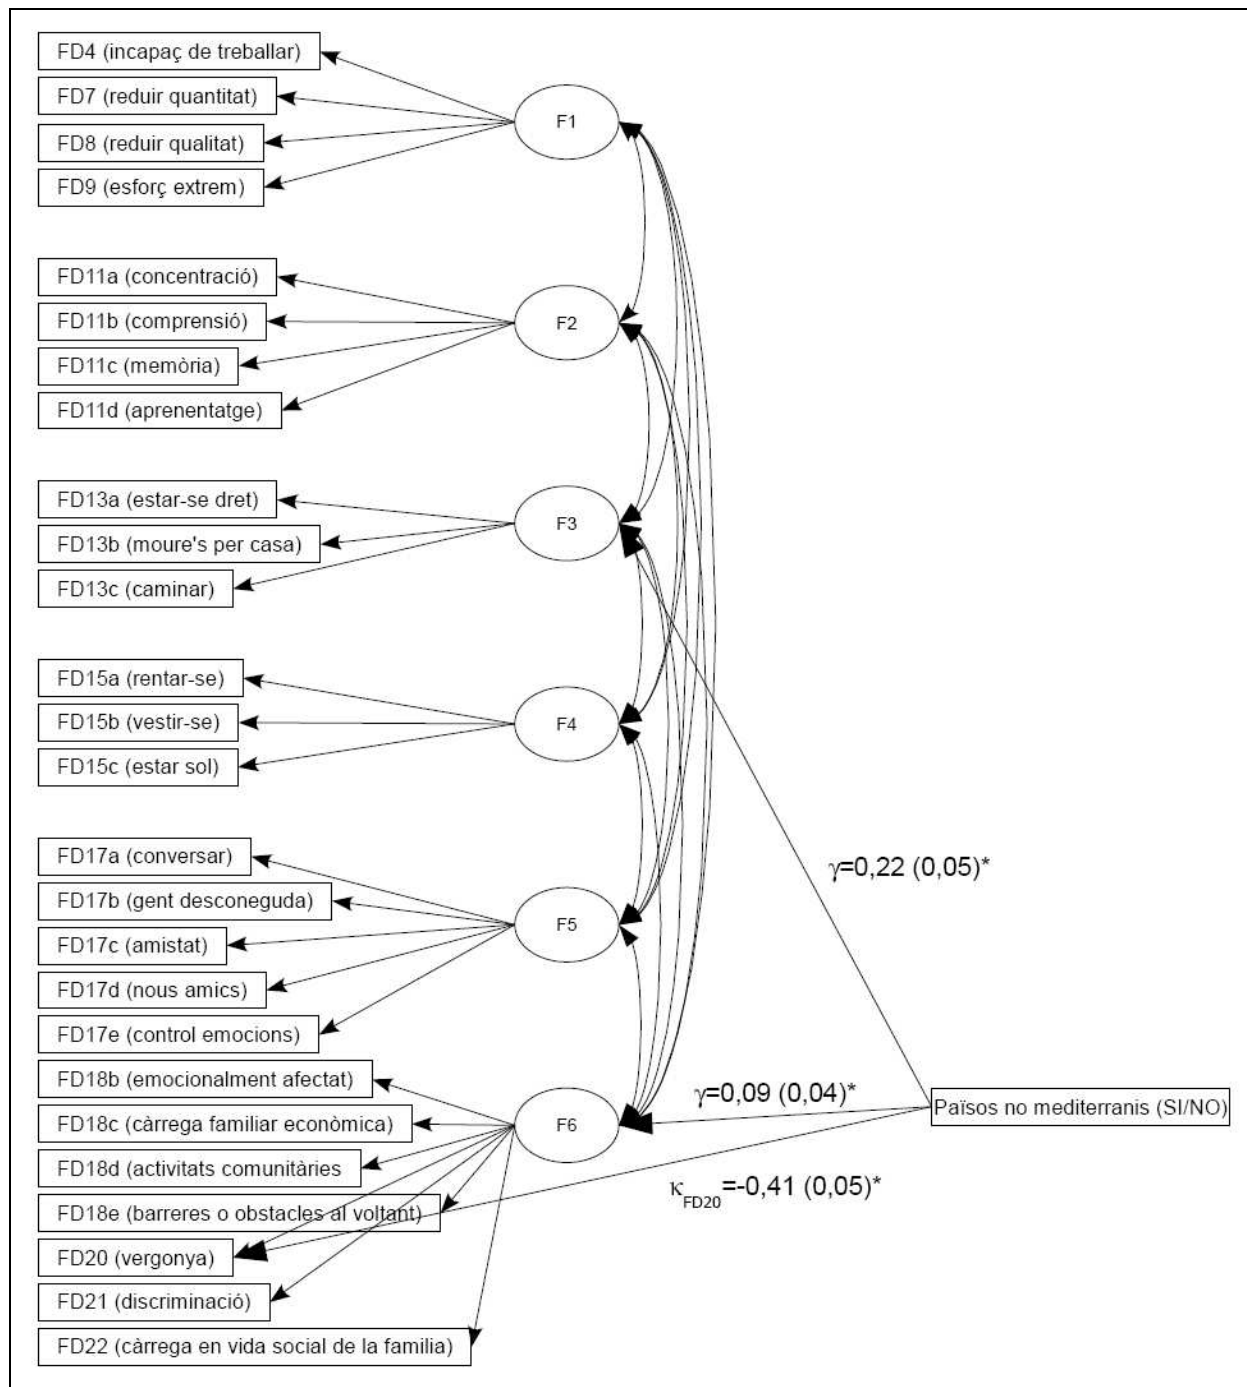 FD4 (incapaç de treballar)
FD7 (reduir quantitat)
FD8 (reduir qualitat)
FD9 (esforç extrem)
F1
FD11a (concentració)
FD11b (comprensió)
FD11c (memòria)
FD11d (aprenentatge)
F2
FD13a (estar-se dret)
FD13b (moure's per casa)
FD13c (caminar)
F3
FD15a (rentar-se)
FD15b (vestir-se)
FD15c (estar sol)
F4
FD17a (conversar)
FD17b (gent desconeguda)
FD17c (amistat)
FD17d (nous amics)
FD17e (control emocions)
F5
FD18b (emocionalment afectat)
FD18c (càrrega familiar econòmica)
FD18d (activitats comunitàries
FD18e (barreres o obstacles al voltant)
FD20 (vergonya)
FD21 (discriminació)
FD22 (càrrega en vida social de la familia)
F6
γ=0,22 (0,05)*
γ=0,09 (0,04)*
κFD20=-0,41 (0,05)*
Països no mediterranis (SI/NO)